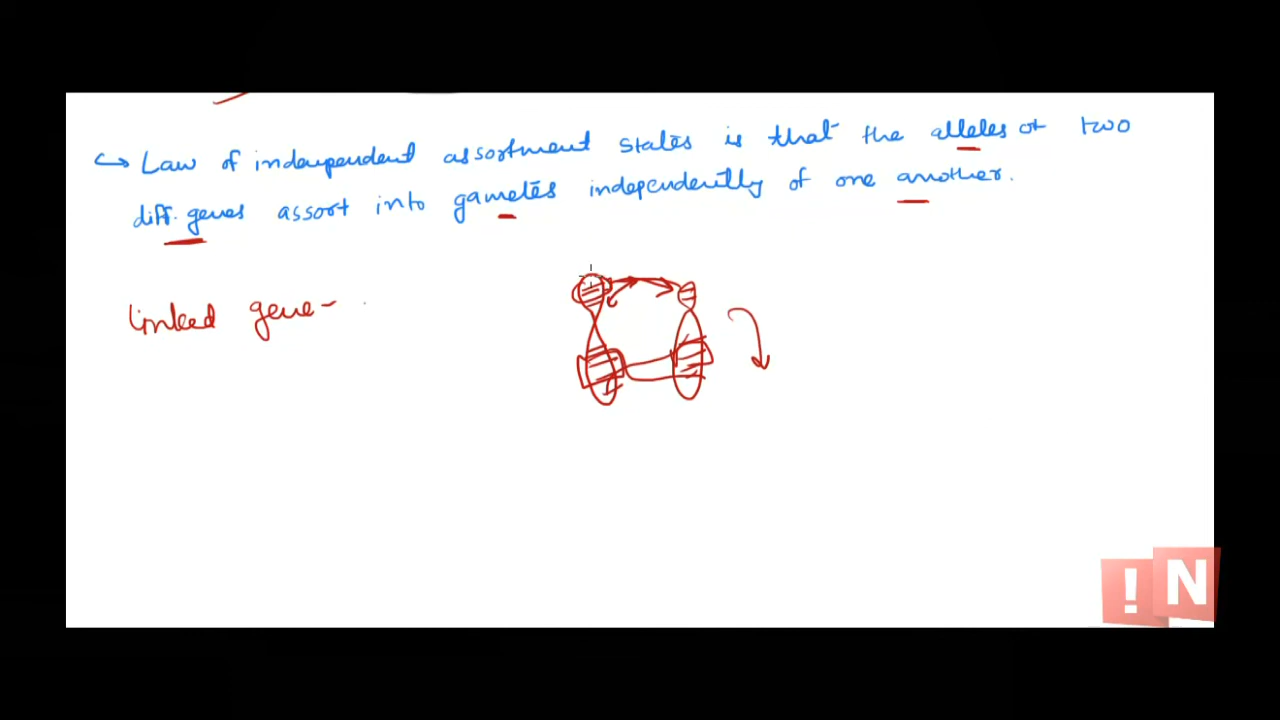 ↪ Law of independent assortment states is that the alleles of two
diff. genes assort into gametes independently of one another.
linked gene-
! N